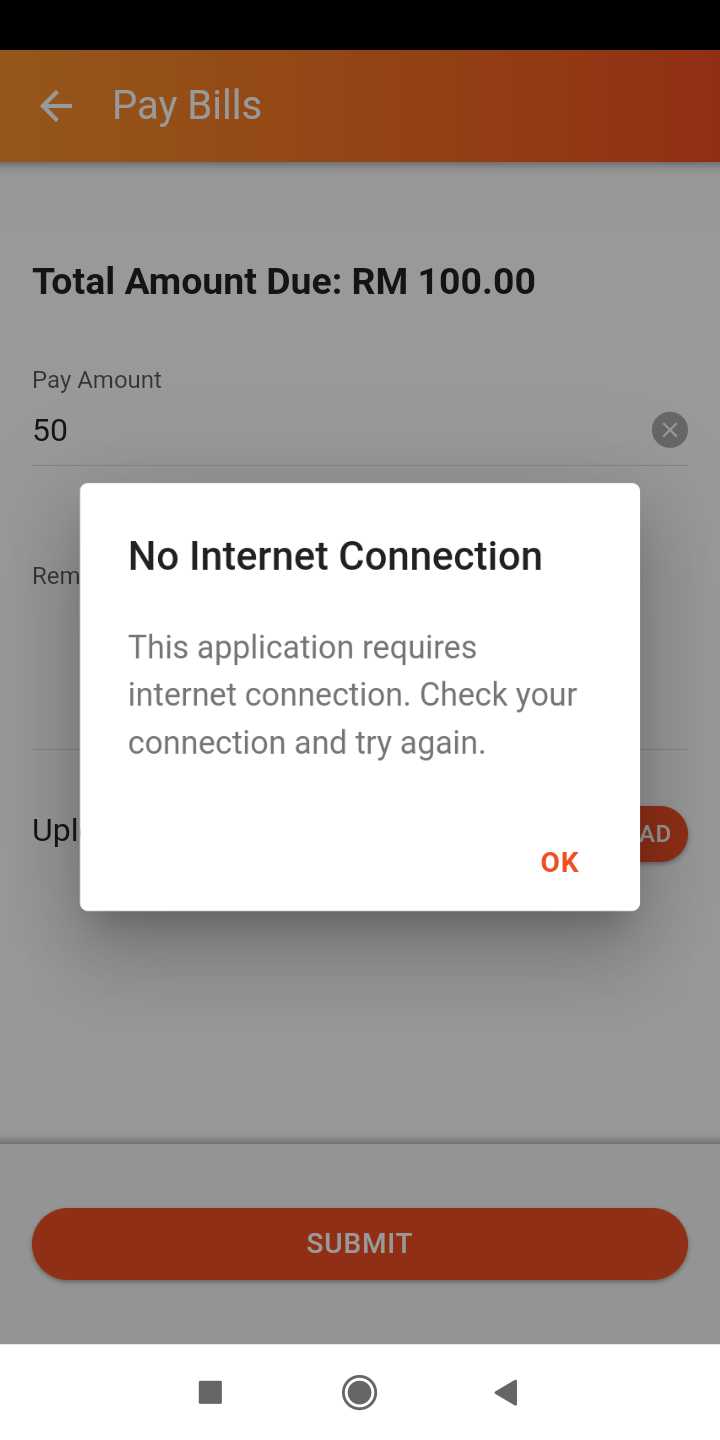 Pay Bills
Total Amount Due: RM 100.00
Pay Amount
50
No Internet Connection
Rem
This application requires
internet connection. Check your
connection and try again.
Upl
AD
OK
SUBMIT